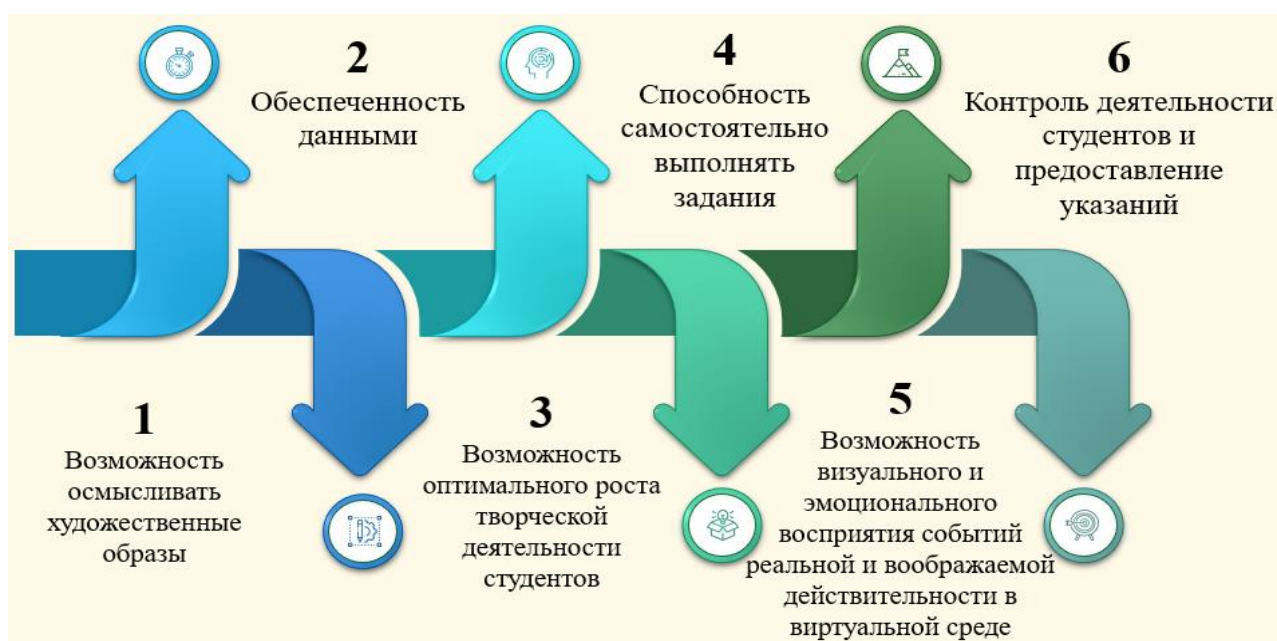 1
Возможность
осмысливать
художественные
образы
2
Обеспеченность
данными
3
Возможность
оптимального роста
творческой
деятельности
студентов
4
Способность
самостоятельно
выполнять
задания
5
Возможность
визуального и
эмоционального
восприятия событий
реальной и воображаемой
действительности в
виртуальной среде
6
Контроль деятельности
студентов и
предоставление
указаний